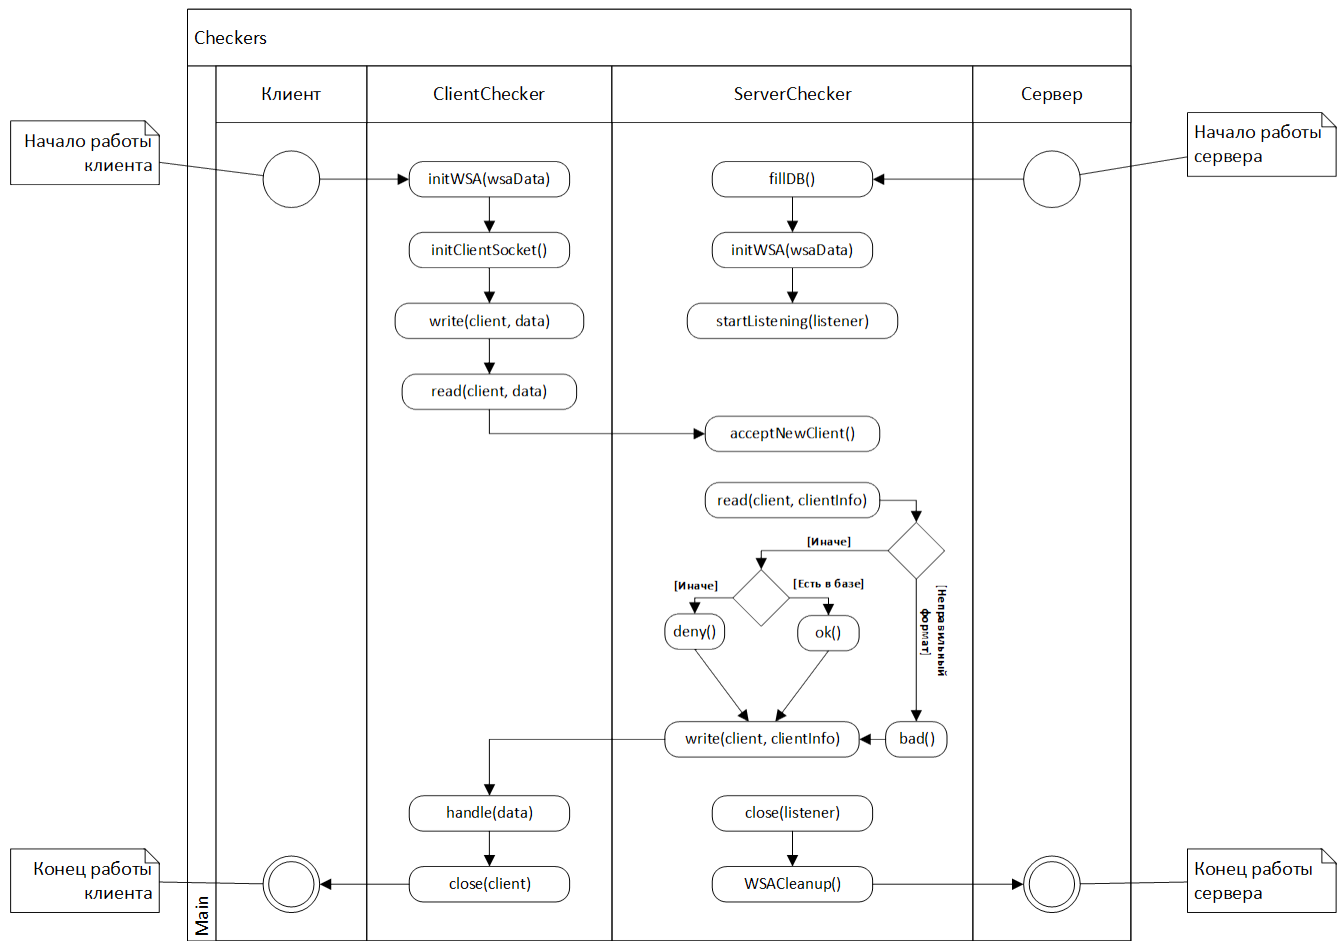 Checkers
Клиент
ClientChecker
ServerChecker
Сервер
Начало работы
клиента
Начало работы
сервера
initWSA(wsaData)
fillDB()
initClientSocket()
initWSA(wsaData)
write(client, data)
startListening(listener)
read(client, data)
acceptNewClient()
read(client, clientInfo)
[Иначе]
[Иначе]
[Есть в базе]
[Неправильный
формат]
deny()
ok()
write(client, clientInfo)
bad()
handle(data)
close(listener)
Конец работы
клиента
close(client)
WSACleanup()
Конец работы
сервера
Main